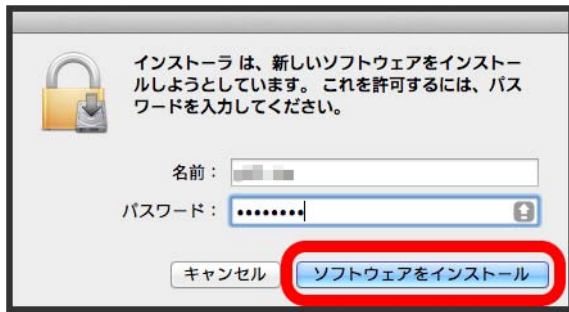 インストーラ は、新しいソフトウェアをインストー
ルしようとしています。 これを許可するには、パス
ワードを入力してください。
名前：
パスワード： ••••••••
キャンセル ソフトウェアをインストール